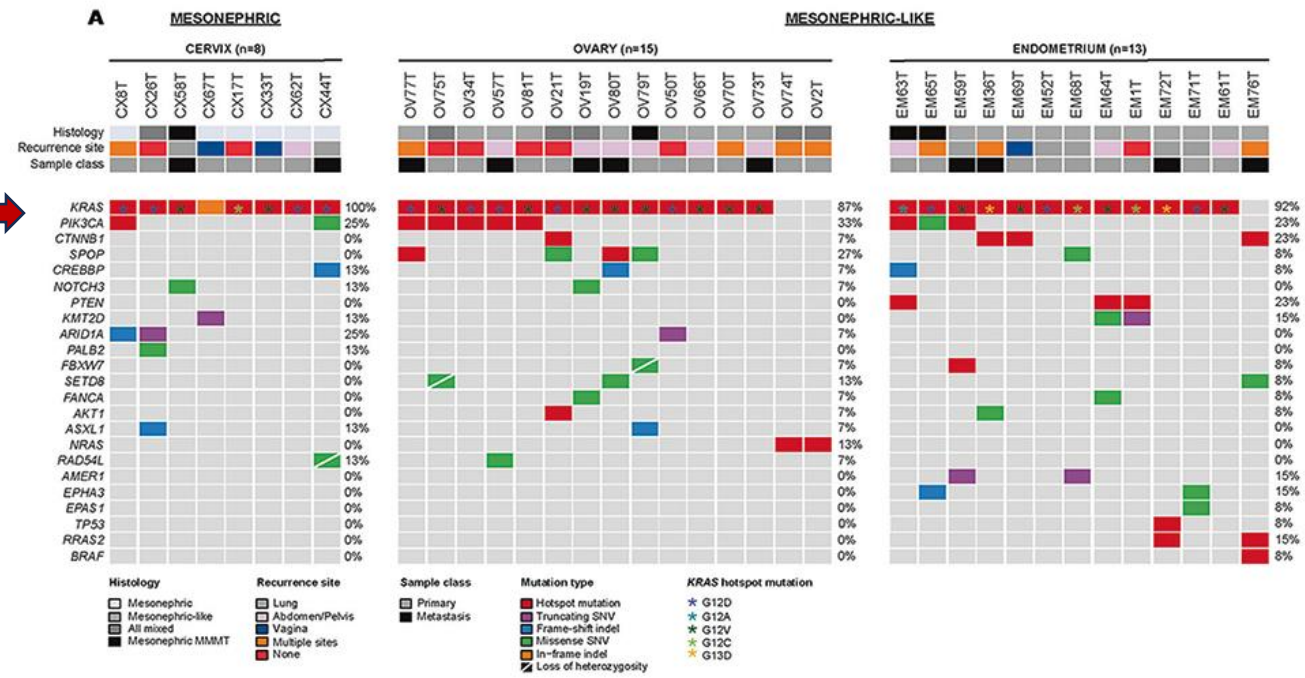 A MESONEPHRIC MESONEPHRIC-LIKE
CERVIX (n=8) OVARY (n=15) ENDOMETRIUM (n=13)
CX8T CX26T CX58T CX67T CX17T CX33T CX62T CX44T OV77T OV75T OV34T OV57T OV81T OV21T OV19T OV80T OV79T OV50T OV66T OV70T OV73T OV74T OV2T EM63T EM65T EM59T EM36T EM69T EM52T EM68T EM64T EM1T EM72T EM71T EM61T EM76T
Histology
Recurrence site
Sample class
KRAS 100% 87% 92%
PIK3CA 25% 33% 23%
CTNNB1 0% 7% 23%
SPOP 0% 27% 8%
CREBBP 13% 7% 8%
NOTCH3 13% 7% 0%
PTEN 0% 0% 23%
KMT2D 13% 0% 15%
ARID1A 25% 7% 0%
PALB2 13% 0% 0%
FBXW7 0% 7% 8%
SETD8 0% 13% 8%
FANCA 0% 7% 8%
AKT1 0% 7% 8%
ASXL1 13% 7% 0%
NRAS 0% 13% 0%
RAD54L 13% 7% 0%
AMER1 0% 0% 15%
EPHA3 0% 0% 15%
EPAS1 0% 0% 8%
TP53 0% 0% 8%
RRAS2 0% 0% 15%
BRAF 0% 0% 8%
Histology Recurrence site Sample class Mutation type KRAS hotspot mutation
Mesonephric Lung Primary Hotspot mutation G12D
Mesonephric-like Abdomen/Pelvis Metastasis Truncating SNV G12A
All mixed Vagina Frame-shift indel G12V
Mesonephric MMMT Multiple sites Missense SNV G12C
None In-frame indel G13D
Loss of heterozygosity